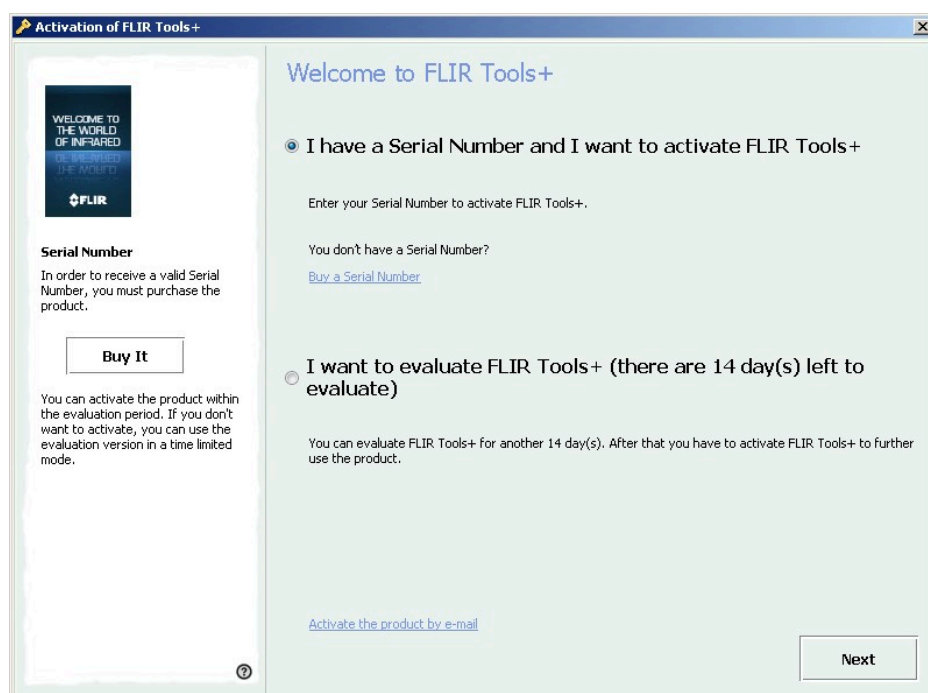 Activation of FLIR Tools+
WELCOME TO
THE WORLD
OF INFRARED
FLIR
Serial Number
In order to receive a valid Serial
Number, you must purchase the
product.
Buy It
You can activate the product within
the evaluation period. If you don't
want to activate, you can use the
evaluation version in a time limited
mode.
Welcome to FLIR Tools+
I have a Serial Number and I want to activate FLIR Tools+
Enter your Serial Number to activate FLIR Tools+.
You don't have a Serial Number?
Buy a Serial Number
I want to evaluate FLIR Tools+ (there are 14 day(s) left to
evaluate)
You can evaluate FLIR Tools+ for another 14 day(s). After that you have to activate FLIR Tools+ to further
use the product.
Activate the product by e-mail
Next